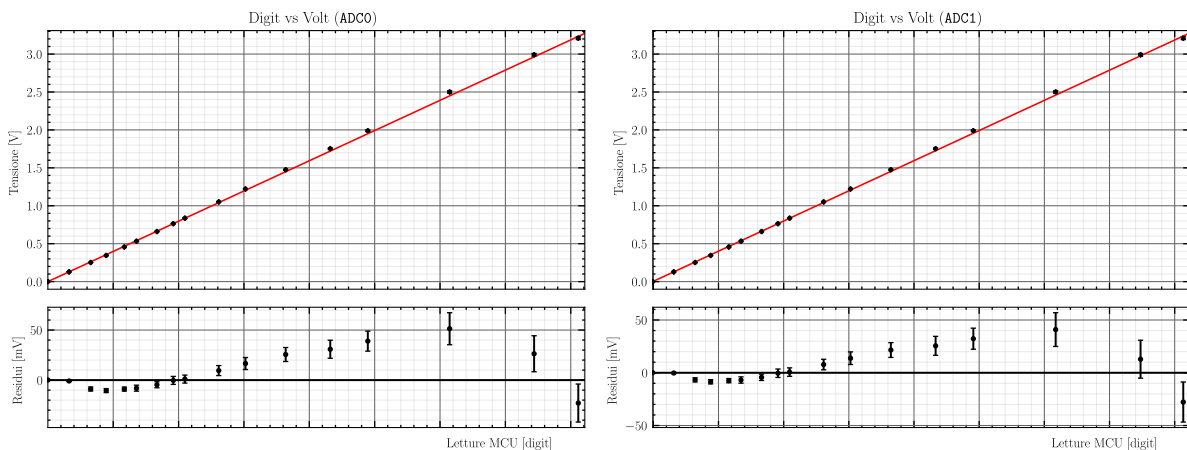 Digit vs Volt (ADC0)
Tensione [V]
3.0
2.5
2.0
1.5
1.0
0.5
0.0
Residui [mV]
50
0
Letture MCU [digit]
Digit vs Volt (ADC1)
Tensione [V]
3.0
2.5
2.0
1.5
1.0
0.5
0.0
Residui [mV]
50
0
−50
Letture MCU [digit]